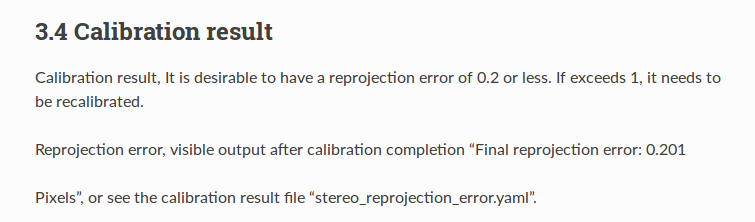 3.4 Calibration result
Calibration result, It is desirable to have a reprojection error of 0.2 or less. If exceeds 1, it needs to
be recalibrated.
Reprojection error, visible output after calibration completion “Final reprojection error: 0.201
Pixels”, or see the calibration result file “stereo_reprojection_error.yaml”.